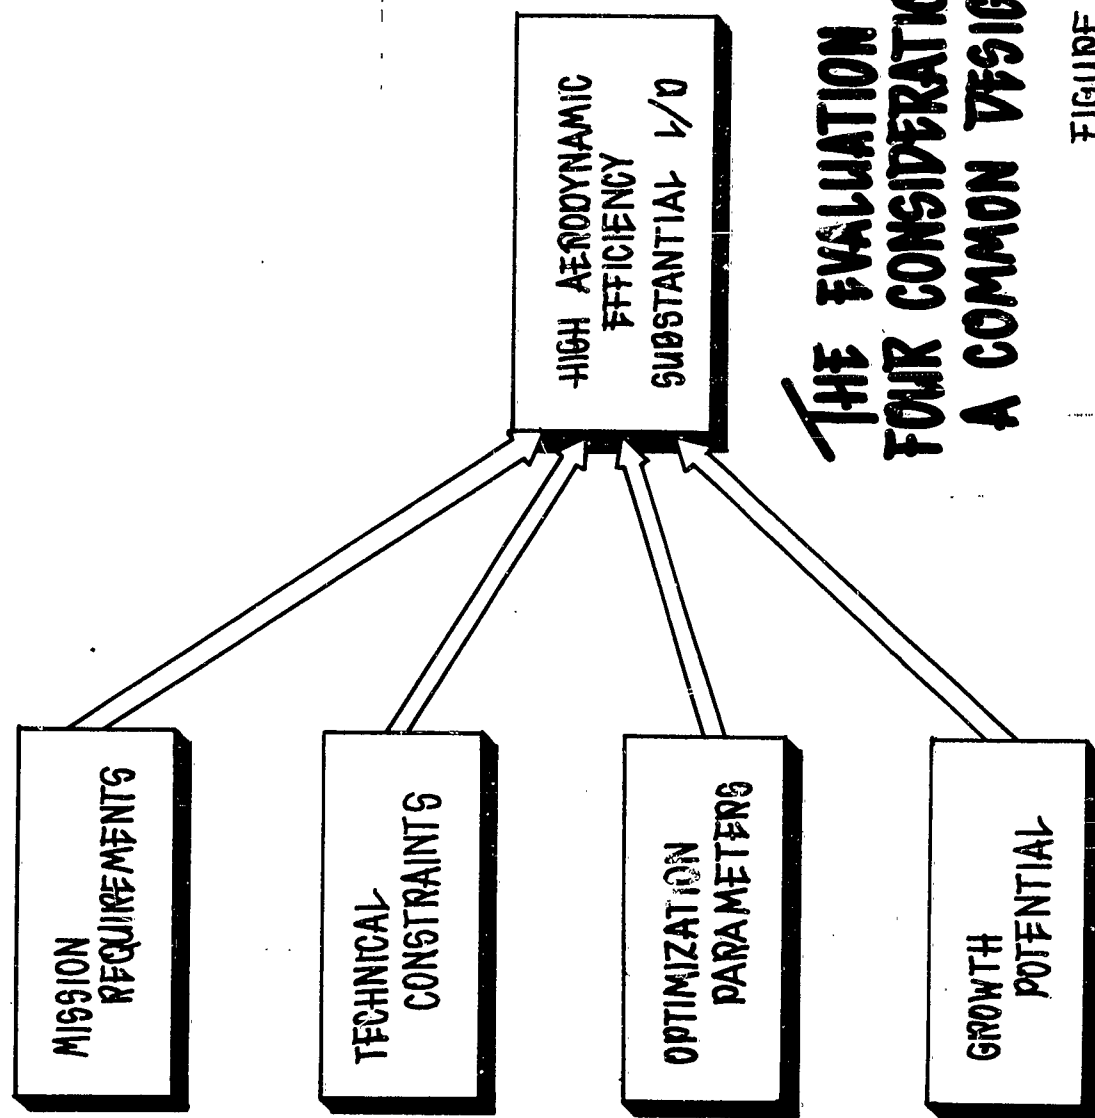 GROWTH
POTENTIAL
OPTIMIZATION
PARAMETERS
TECHNICAL
CONSTRAINTS
MISSION
REQUIREMENTS
HIGH AERODYNAMIC
EFFICIENCY
SUBSTANTIAL L/D
THE EVALUATION
FOUR CONSIDERATIO
A COMMON DESIG
FIGURE